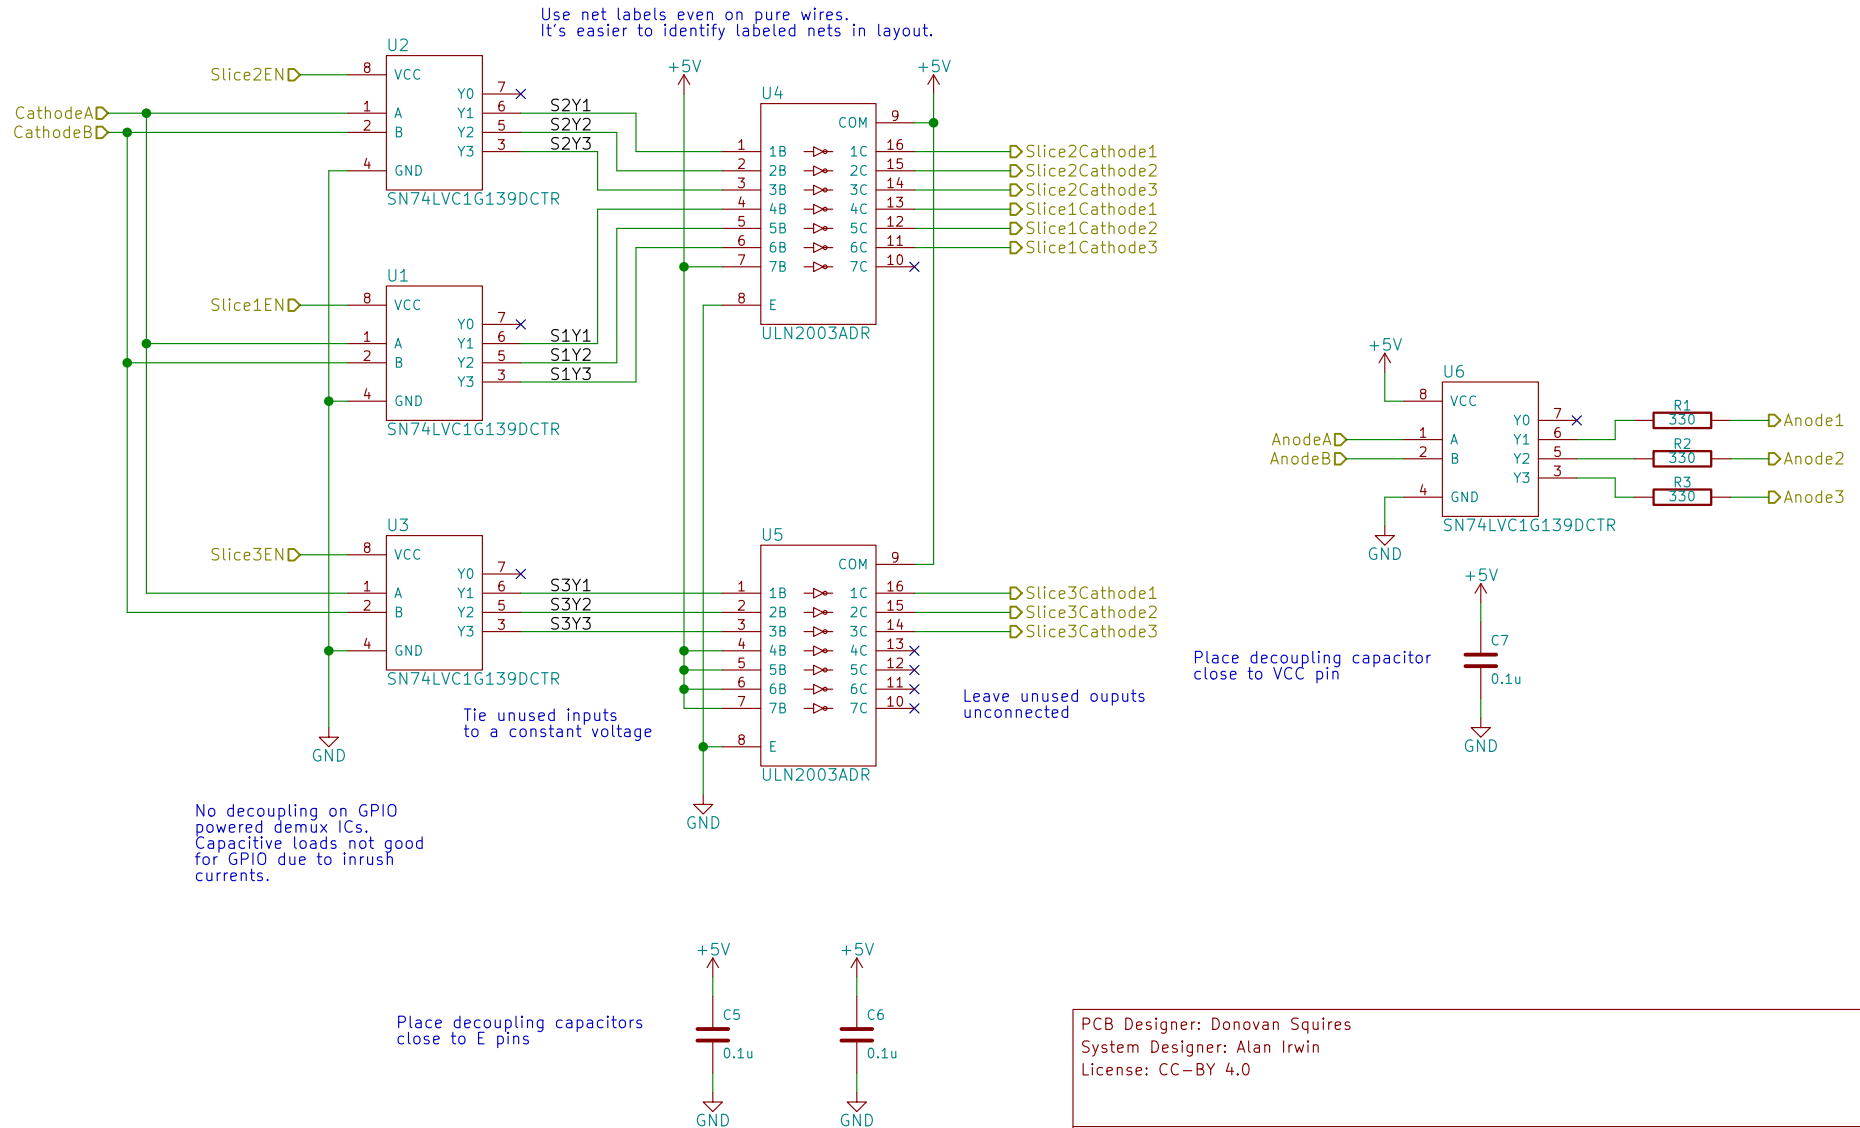 Use net labels even on pure wires.
It's easier to identify labeled nets in layout.
U2
Slice2EN
8 VCC
Y0 7
CathodeA
1 A
Y1 6
S2Y1
CathodeB
2 B
Y2 5
S2Y2
Y3 3
S2Y3
4 GND
SN74LVC1G139DCTR
U1
Slice1EN
8 VCC
Y0 7
1 A
Y1 6
S1Y1
2 B
Y2 5
S1Y2
Y3 3
S1Y3
4 GND
SN74LVC1G139DCTR
U3
Slice3EN
8 VCC
Y0 7
1 A
Y1 6
S3Y1
2 B
Y2 5
S3Y2
Y3 3
S3Y3
4 GND
SN74LVC1G139DCTR
GND
+5V
+5V
U4
COM 9
1 1B 1C 16 Slice2Cathode1
2 2B 2C 15 Slice2Cathode2
3 3B 3C 14 Slice2Cathode3
4 4B 4C 13 Slice1Cathode1
5 5B 5C 12 Slice1Cathode2
6 6B 6C 11 Slice1Cathode3
7 7B 7C 10
8 E
ULN2003ADR
U5
COM 9
1 1B 1C 16 Slice3Cathode1
2 2B 2C 15 Slice3Cathode2
3 3B 3C 14 Slice3Cathode3
4 4B 4C 13
5 5B 5C 12
6 6B 6C 11
7 7B 7C 10
8 E
ULN2003ADR
GND
Tie unused inputs
to a constant voltage
Leave unused ouputs
unconnected
No decoupling on GPIO
powered demux ICs.
Capacitive loads not good
for GPIO due to inrush
currents.
+5V
U6
8 VCC
Y0 7
AnodeA
1 A
Y1 6
AnodeB
2 B
Y2 5
Y3 3
4 GND
SN74LVC1G139DCTR
GND
R1
330
Anode1
R2
330
Anode2
R3
330
Anode3
+5V
C7
0.1u
GND
Place decoupling capacitor
close to VCC pin
Place decoupling capacitors
close to E pins
+5V
C5
0.1u
GND
+5V
C6
0.1u
GND
PCB Designer: Donovan Squires
System Designer: Alan Irwin
License: CC-BY 4.0